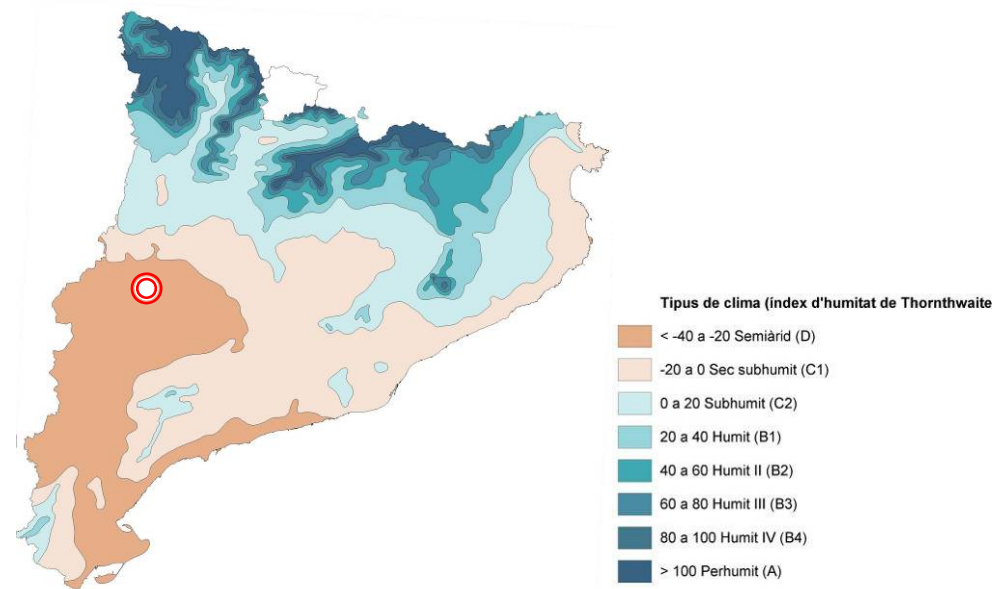 Tipus de clima (índex d'humitat de Thornthwaite
< -40 a -20 Semiàrid (D)
-20 a 0 Sec subhumit (C1)
0 a 20 Subhumit (C2)
20 a 40 Humit (B1)
40 a 60 Humit II (B2)
60 a 80 Humit III (B3)
80 a 100 Humit IV (B4)
> 100 Perhumit (A)